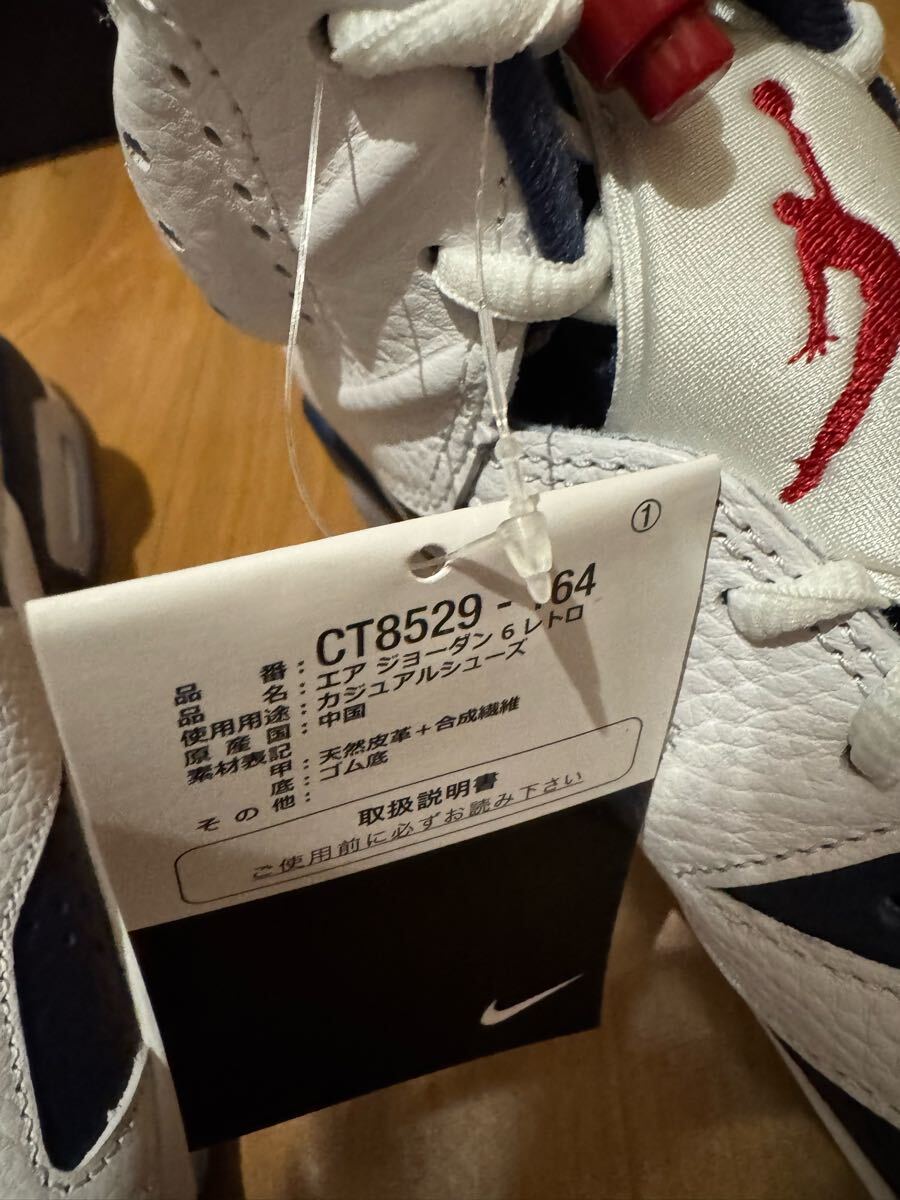 ①
品番：CT8529 - 64
品名：エア ジョーダン 6 レトロ
使用用途：カジュアルシューズ
原産国：中国
素材表記
甲：天然皮革＋合成繊維
底：ゴム底
その他：
取扱説明書
ご使用前に必ずお読み下さい